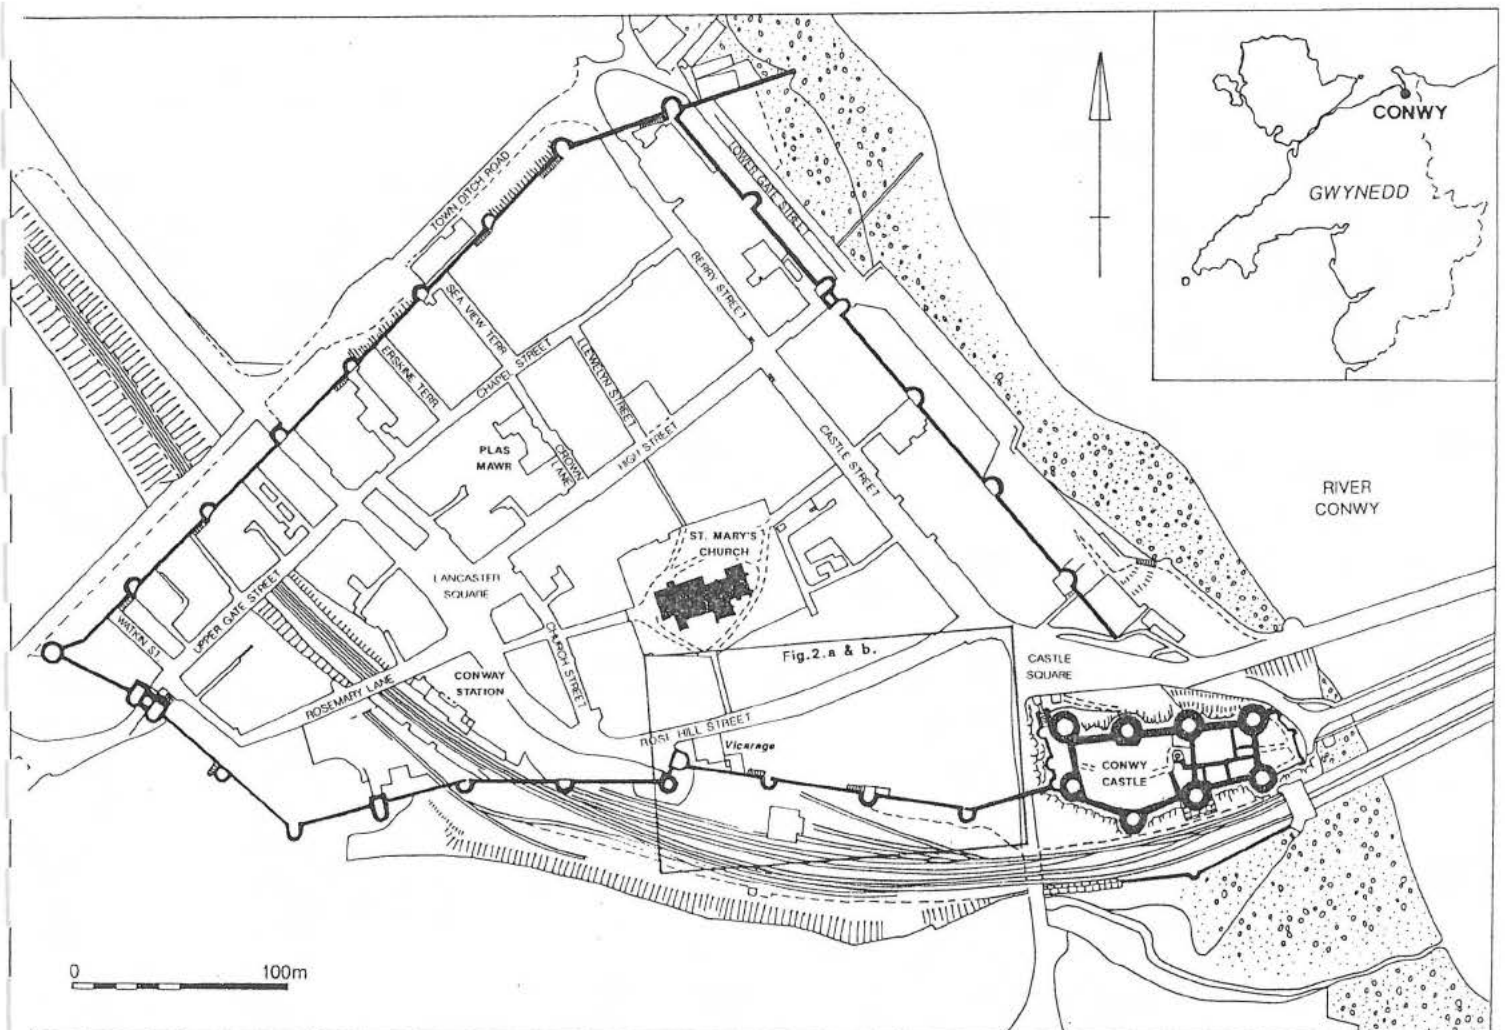 CONWY
GWYNEDD
TOWN DITCH ROAD
LOWER GATE STREET
BERRY STREET
SEA VIEW TERR
ERSKINE TERR
CHAPEL STREET
LLEWELYN STREET
HIGH STREET
CROWN
LANE
PLAS
MAWR
CASTLE STREET
RIVER
CONWY
ST. MARY'S
CHURCH
LANCASTER
SQUARE
UPPER GATE STREET
WATKIN ST.
CHURCH STREET
ROSEMARY LANE
CONWAY
STATION
Fig.2.a & b.
CASTLE
SQUARE
ROSE HILL STREET
Vicarage
CONWY
CASTLE
0
100m